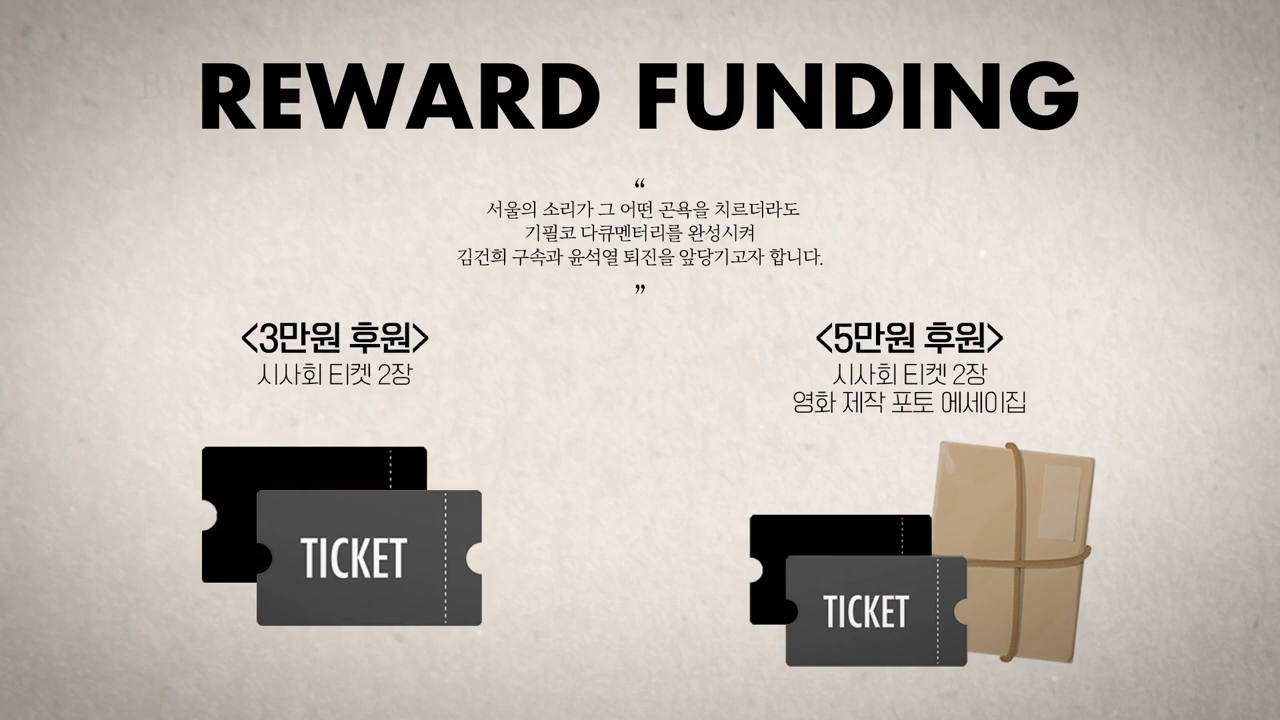 REWARD FUNDING
“
서울의 소리가 그 어떤 곤욕을 치르더라도
기필코 다큐멘터리를 완성시켜
김건희 구속과 윤석열 퇴진을 앞당기고자 합니다.
”
<3만원 후원>
시사회 티켓 2장
<5만원 후원>
시사회 티켓 2장
영화 제작 포토 에세이집
TICKET
TICKET